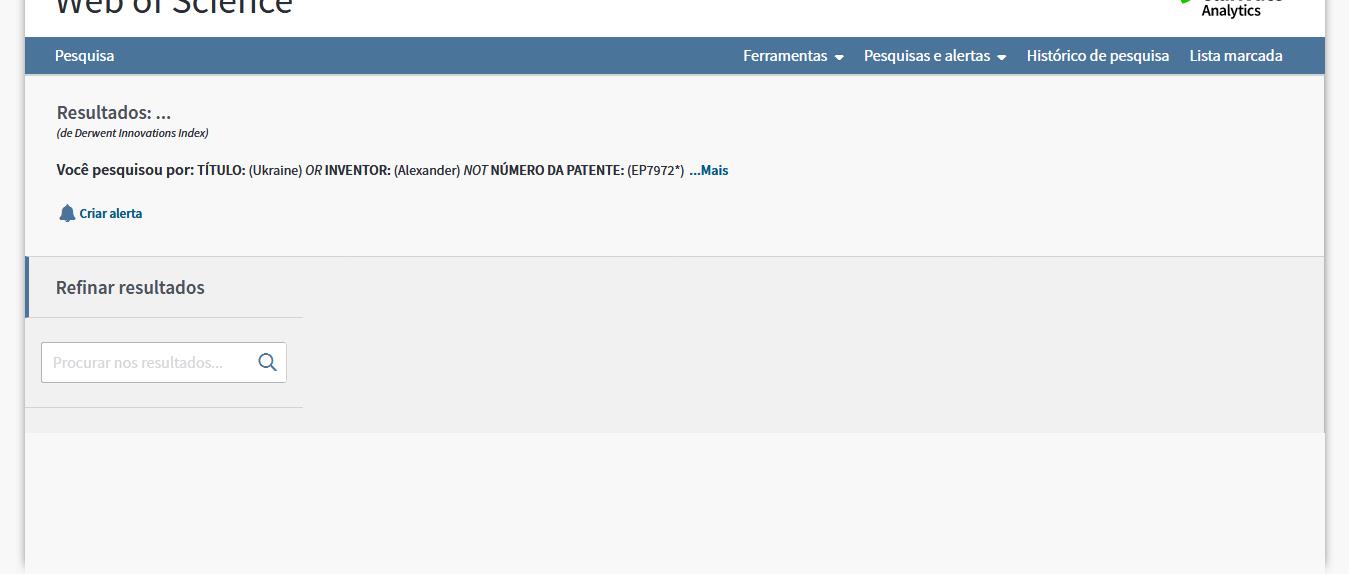 Web of Science
Analytics
Pesquisa Ferramentas Pesquisas e alertas Histórico de pesquisa Lista marcada
Resultados: ...
(de Derwent Innovations Index)
Você pesquisou por: TÍTULO: (Ukraine) OR INVENTOR: (Alexander) NOT NÚMERO DA PATENTE: (EP7972*) ...Mais
Criar alerta
Refinar resultados
Procurar nos resultados...